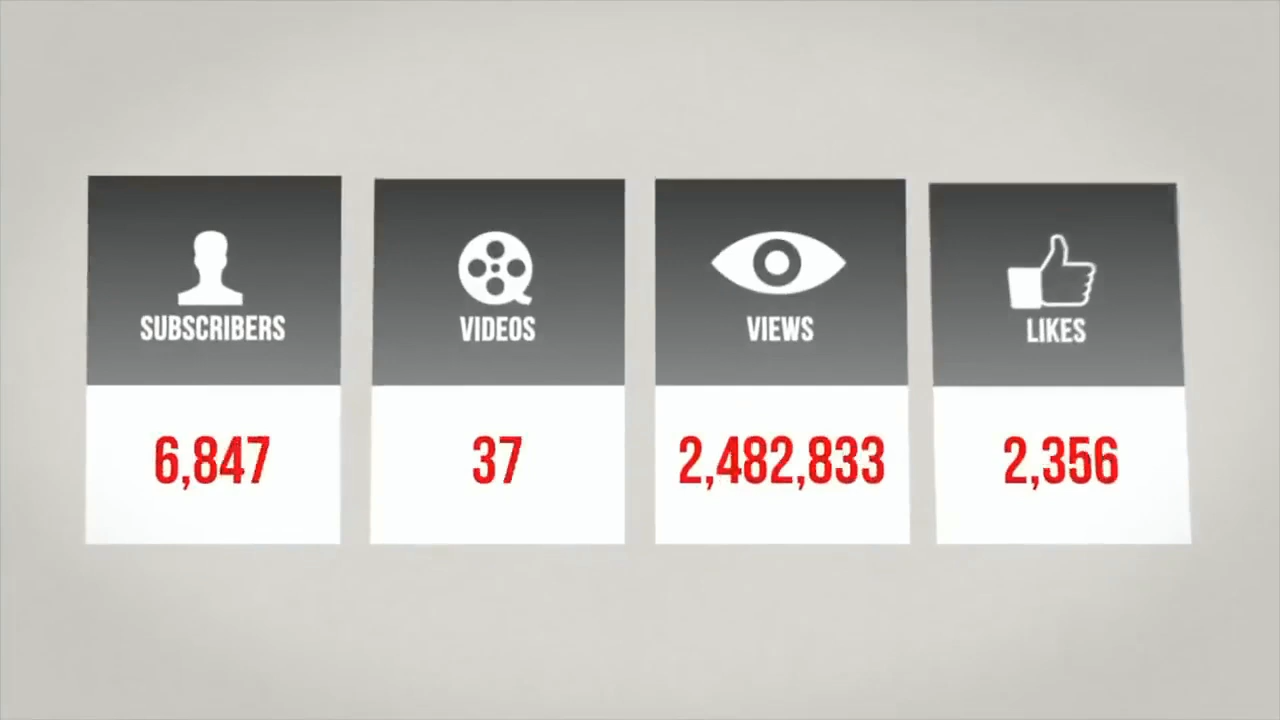 SUBSCRIBERS
VIDEOS
VIEWS
LIKES
6,847
37
2,482,833
2,356